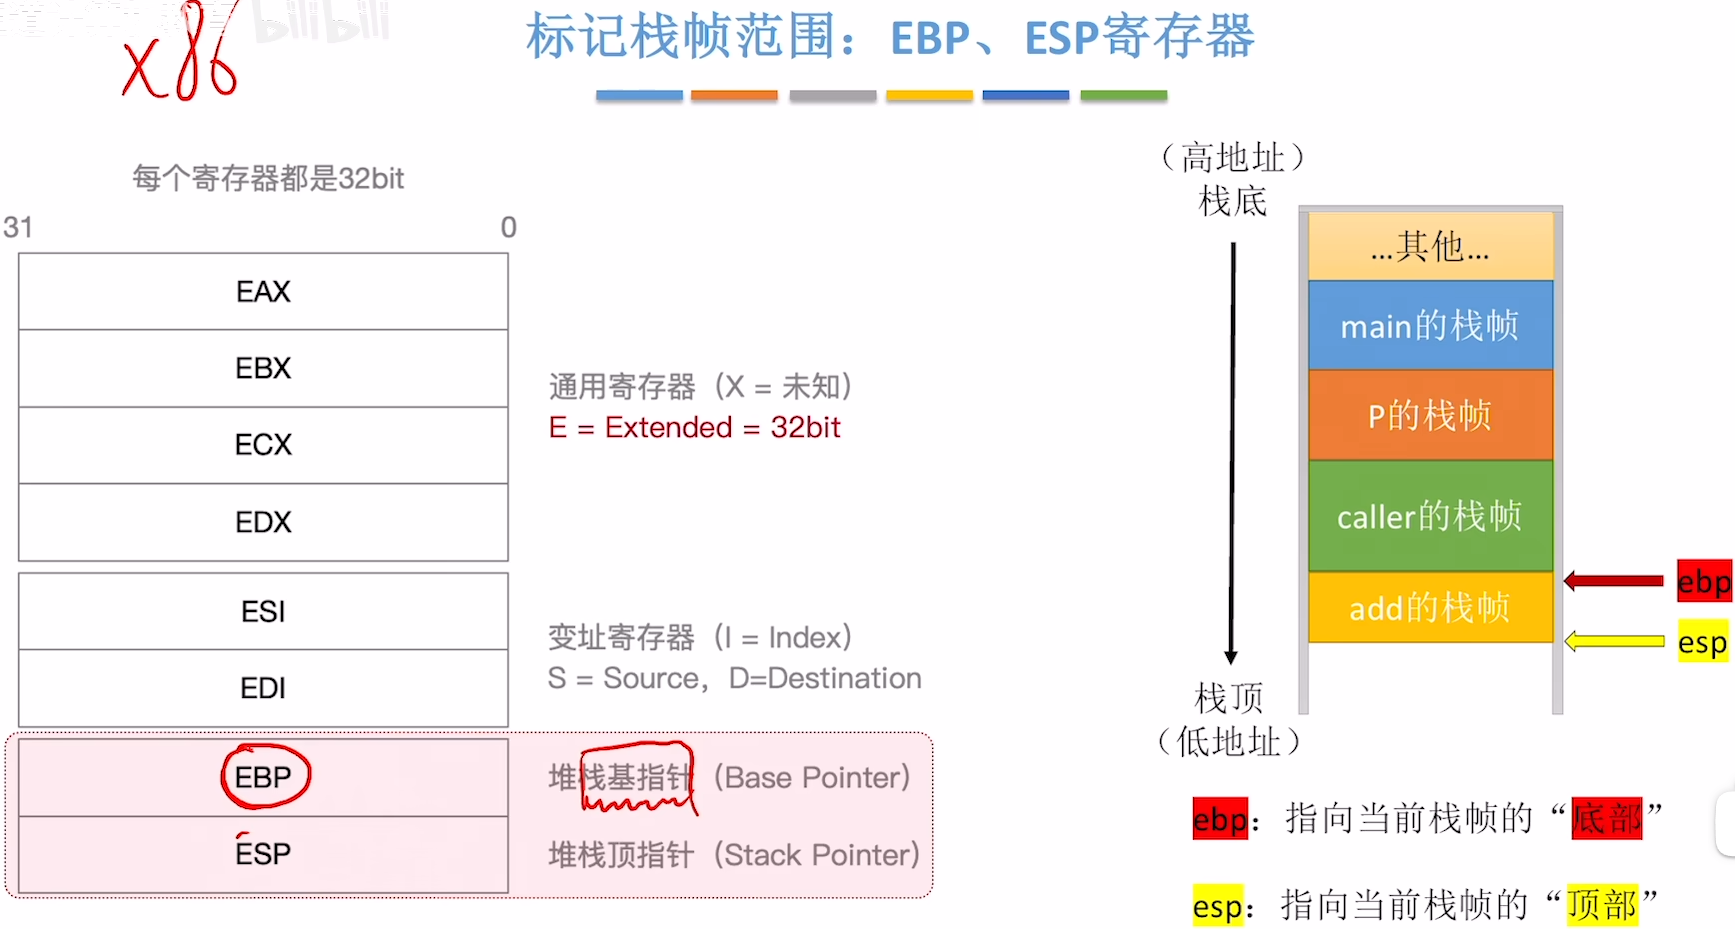 x86
bilibili
标记栈帧范围：EBP、ESP寄存器
每个寄存器都是32bit
31 0
EAX
EBX
ECX
EDX
通用寄存器（X = 未知）
E = Extended = 32bit
ESI
EDI
变址寄存器（I = Index）
S = Source，D=Destination
EBP
堆栈基指针（Base Pointer）
ESP
堆栈顶指针（Stack Pointer）
（高地址）
栈底
栈顶
（低地址）
...其他...
main的栈帧
P的栈帧
caller的栈帧
add的栈帧
ebp
esp
ebp：指向当前栈帧的“底部”
esp：指向当前栈帧的“顶部”